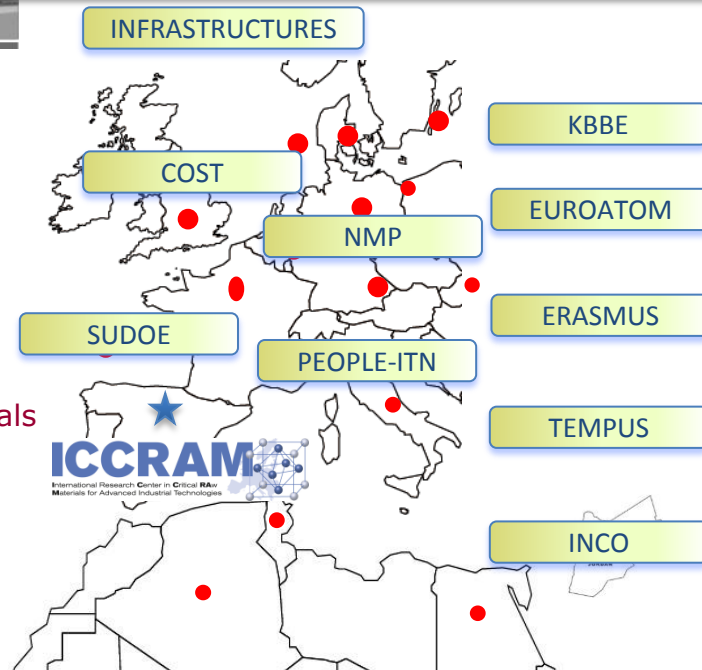 INFRASTRUCTURES
KBBE
COST
EUROATOM
NMP
ERASMUS
SUDOE
PEOPLE-ITN
als
TEMPUS
ICCRAM
International Research Center in Critical RAw
Materials for Advanced Industrial Technologies
INCO